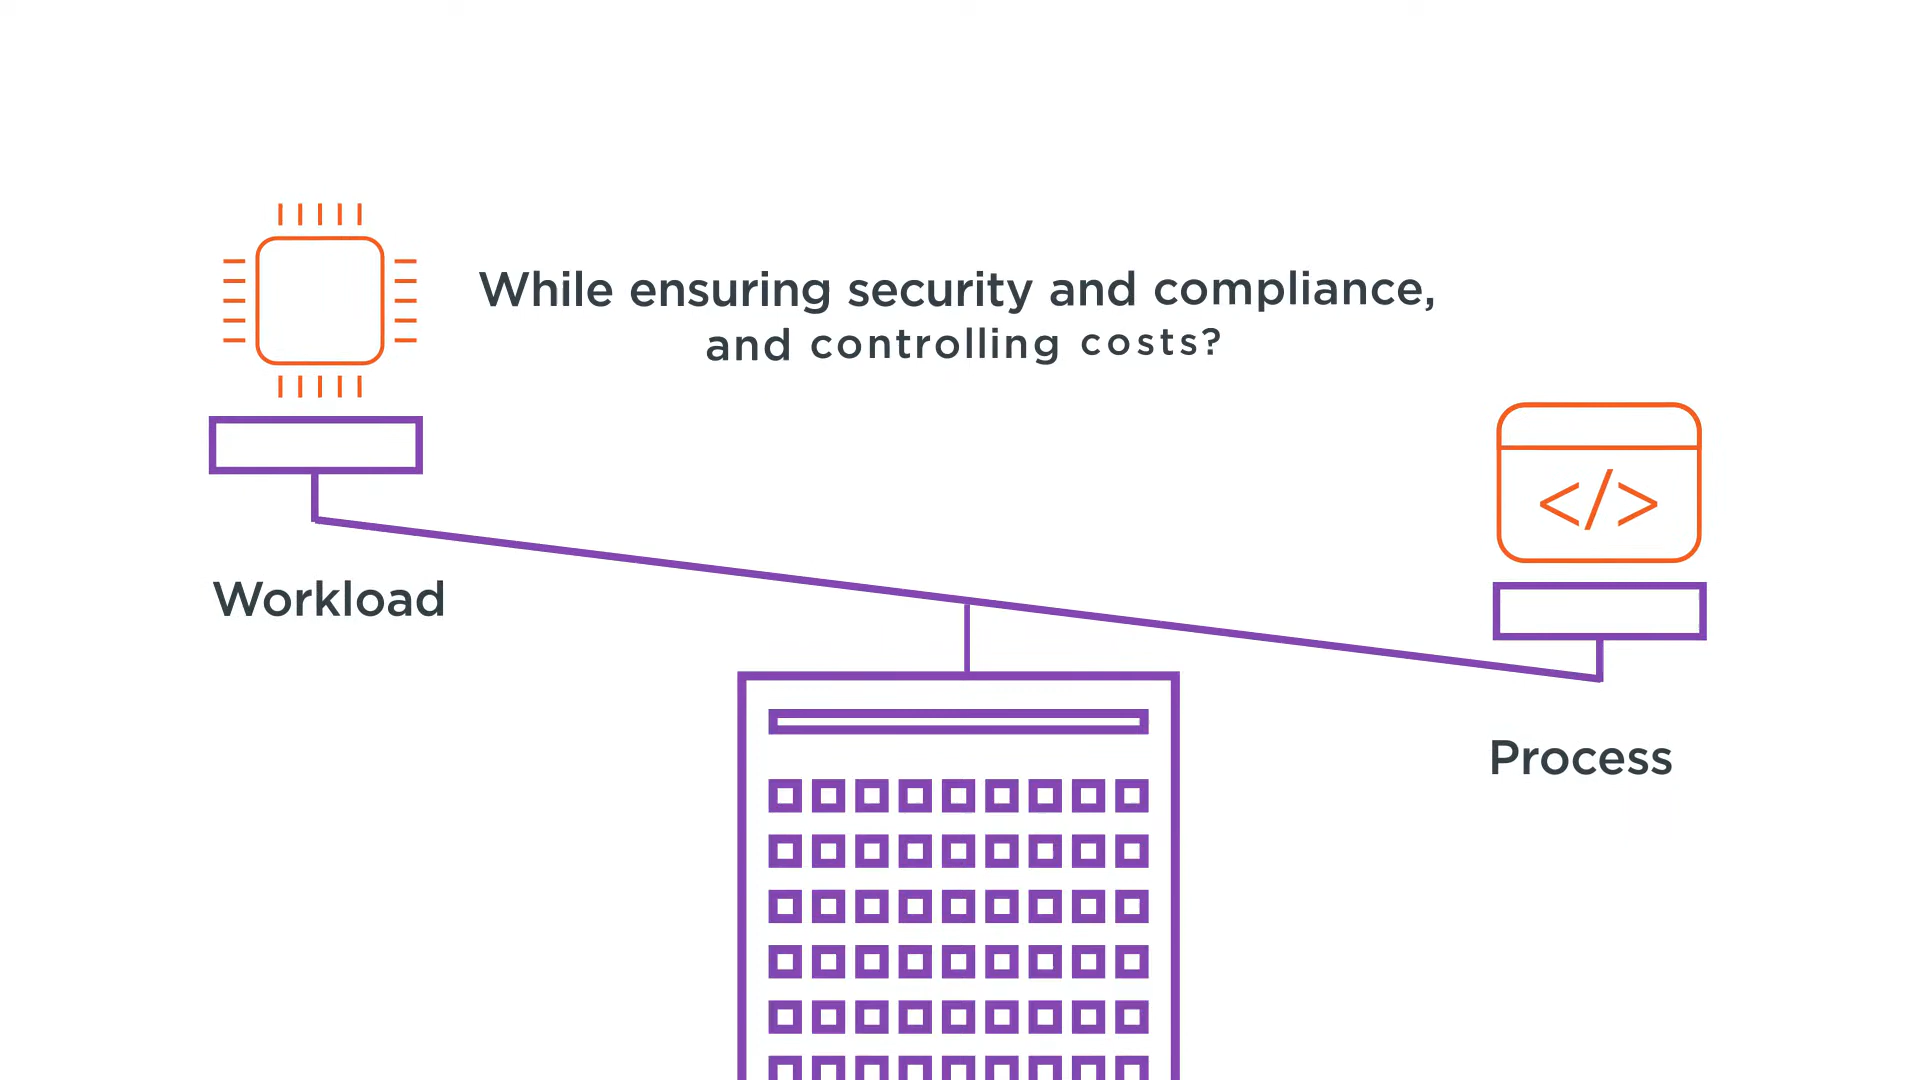 While ensuring security and compliance,
and controlling costs?
</>
Workload
Process